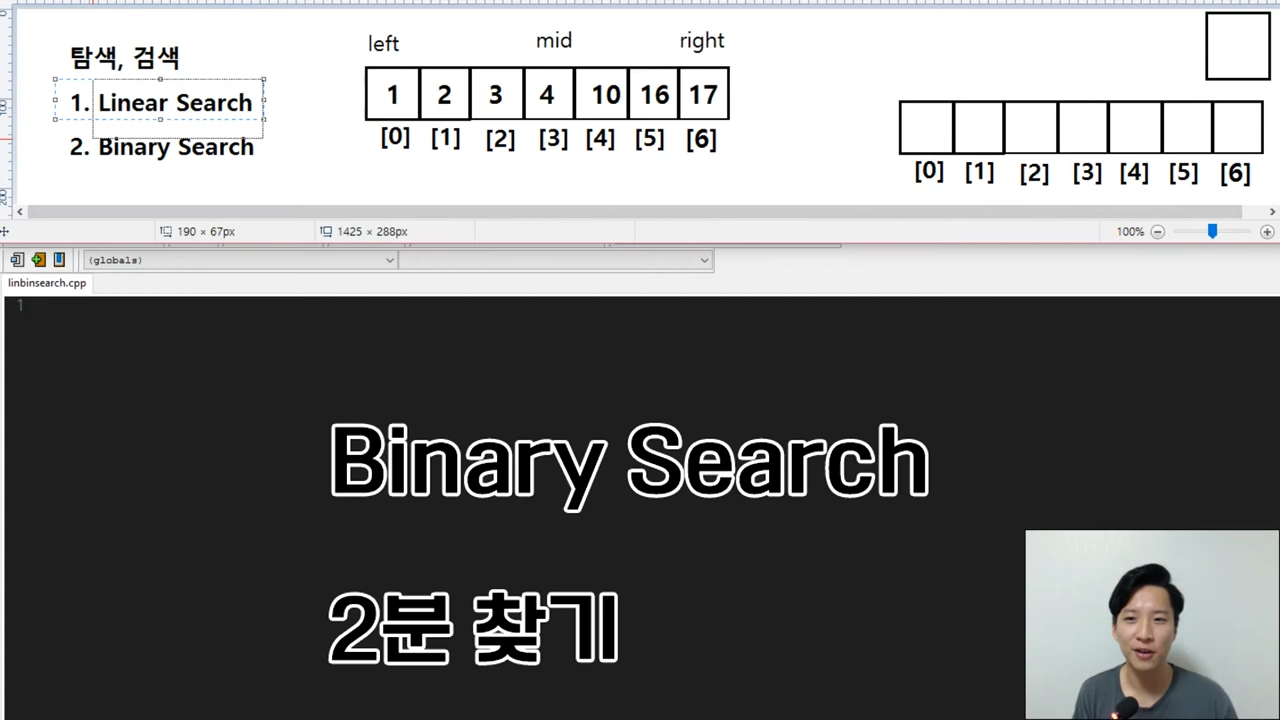 탐색, 검색
1. Linear Search
2. Binary Search
left mid right
1 2 3 4 10 16 17
[0] [1] [2] [3] [4] [5] [6]
[0] [1] [2] [3] [4] [5] [6]
190 × 67px
1425 × 288px
100%
(globals)
linbinsearch.cpp
1
Binary Search
2분 찾기